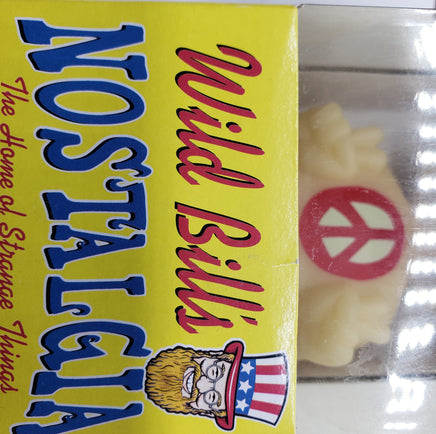 Wild Bill's
NOSTALGIA
The Home of Strange Things